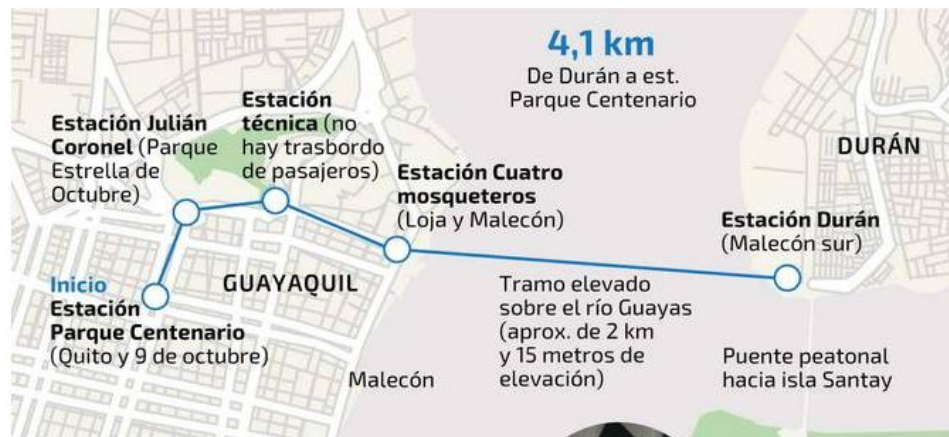 4,1 km
De Durán a est.
Parque Centenario
Estación Julián
Coronel (Parque
Estrella de
Octubre)
Estación
técnica (no
hay trasbordo
de pasajeros)
Estación Cuatro
mosqueteros
(Loja y Malecón)
DURÁN
Estación Durán
(Malecón sur)
Inicio
Estación
Parque Centenario
(Quito y 9 de octubre)
GUAYAQUIL
Tramo elevado
sobre el río Guayas
(aprox. de 2 km
y 15 metros de
elevación)
Malecón
Puente peatonal
hacia isla Santay